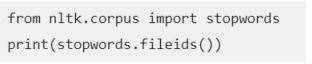 from nltk.corpus import stopwords
print(stopwords.fileids())